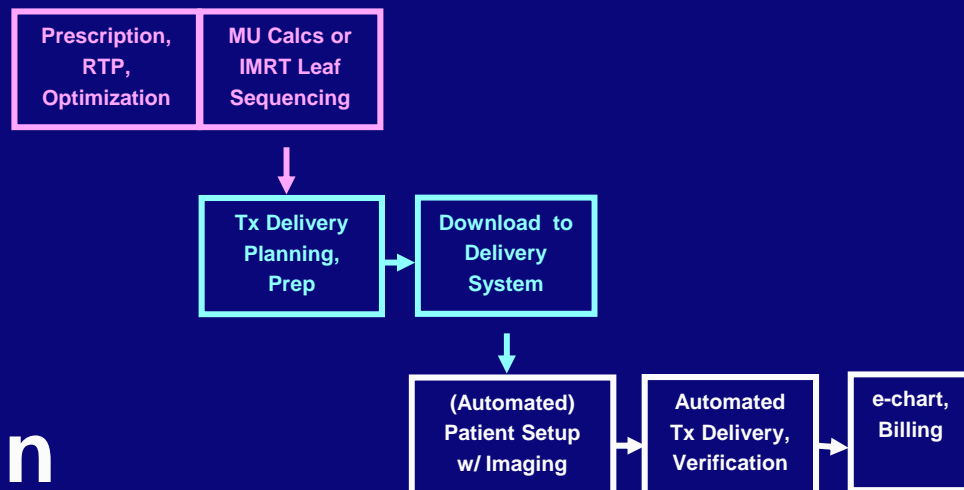 Prescription,
RTP,
Optimization
MU Calcs or
IMRT Leaf
Sequencing
Tx Delivery
Planning,
Prep
Download to
Delivery
System
(Automated)
Patient Setup
w/ Imaging
Automated
Tx Delivery,
Verification
e-chart,
Billing
n